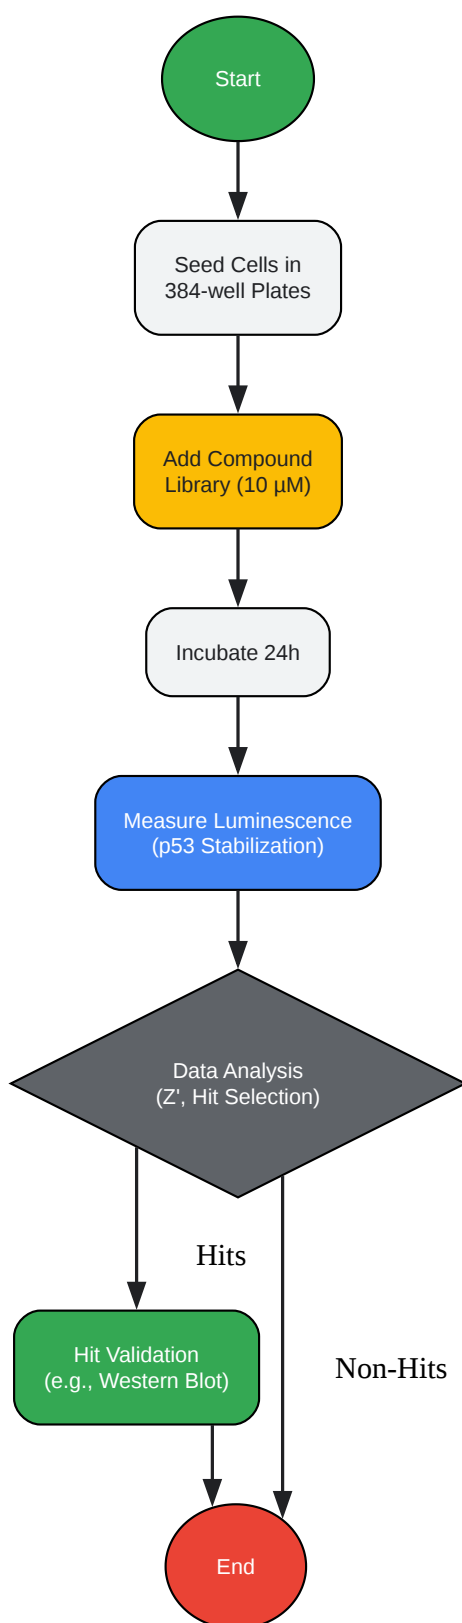 Start
Seed Cells in
384-well Plates
Add Compound
Library (10 µM)
Incubate 24h
Measure Luminescence
(p53 Stabilization)
Data Analysis
(Z', Hit Selection)
Hits
Hit Validation
(e.g., Western Blot)
Non-Hits
End